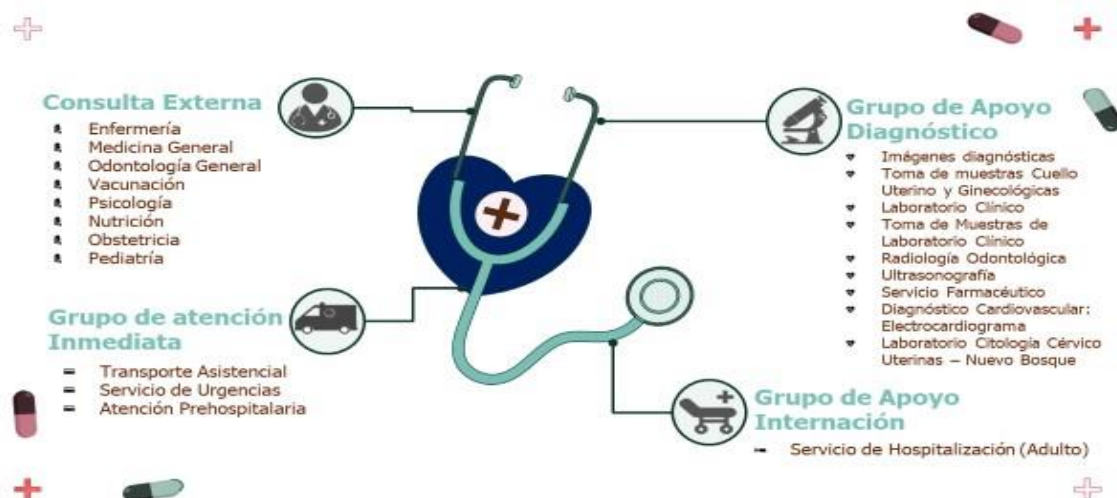 Consulta Externa
Enfermería
Medicina General
Odontología General
Vacunación
Psicología
Nutrición
Obstetricia
Pediatría
Grupo de atención
Inmediata
Transporte Asistencial
Servicio de Urgencias
Atención Prehospitalaria
Grupo de Apoyo
Diagnóstico
Imágenes diagnósticas
Toma de muestras Cuello
Uterino y Ginecológicas
Laboratorio Clínico
Toma de Muestras de
Laboratorio Clínico
Radiología Odontológica
Ultrasonografía
Servicio Farmacéutico
Diagnóstico Cardiovascular:
Electrocardiograma
Laboratorio Citología Cérvico
Uterinas – Nuevo Bosque
Grupo de Apoyo
Internación
Servicio de Hospitalización (Adulto)